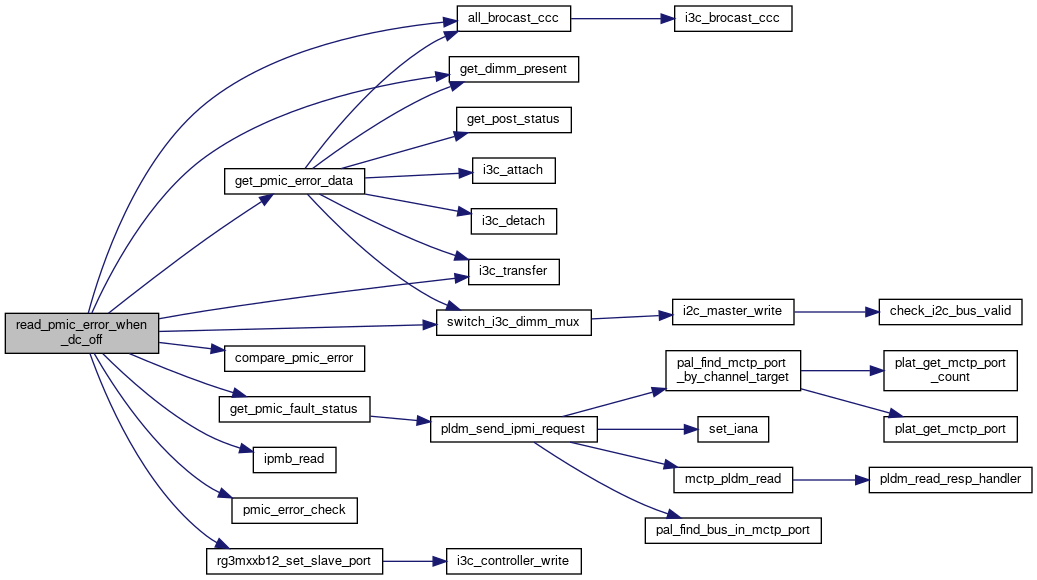 all_brocast_ccc
i3c_brocast_ccc
get_dimm_present
get_post_status
i3c_attach
get_pmic_error_data
i3c_detach
i3c_transfer
read_pmic_error_when
_dc_off
switch_i3c_dimm_mux
i2c_master_write
check_i2c_bus_valid
compare_pmic_error
pal_find_mctp_port
_by_channel_target
plat_get_mctp_port
_count
get_pmic_fault_status
pldm_send_ipmi_request
set_iana
plat_get_mctp_port
ipmb_read
mctp_pldm_read
pldm_read_resp_handler
pmic_error_check
pal_find_bus_in_mctp_port
rg3mxxb12_set_slave_port
i3c_controller_write